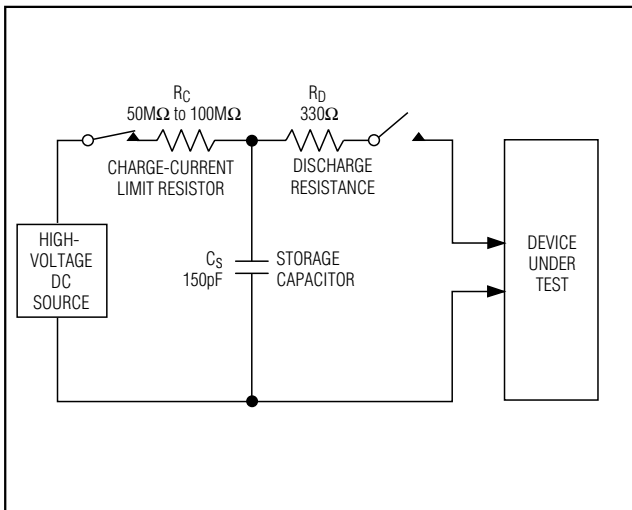 R_C
50MΩ to 100MΩ
CHARGE-CURRENT
LIMIT RESISTOR
R_D
330Ω
DISCHARGE
RESISTANCE
HIGH-
VOLTAGE
DC
SOURCE
C_S
150pF
STORAGE
CAPACITOR
DEVICE
UNDER
TEST